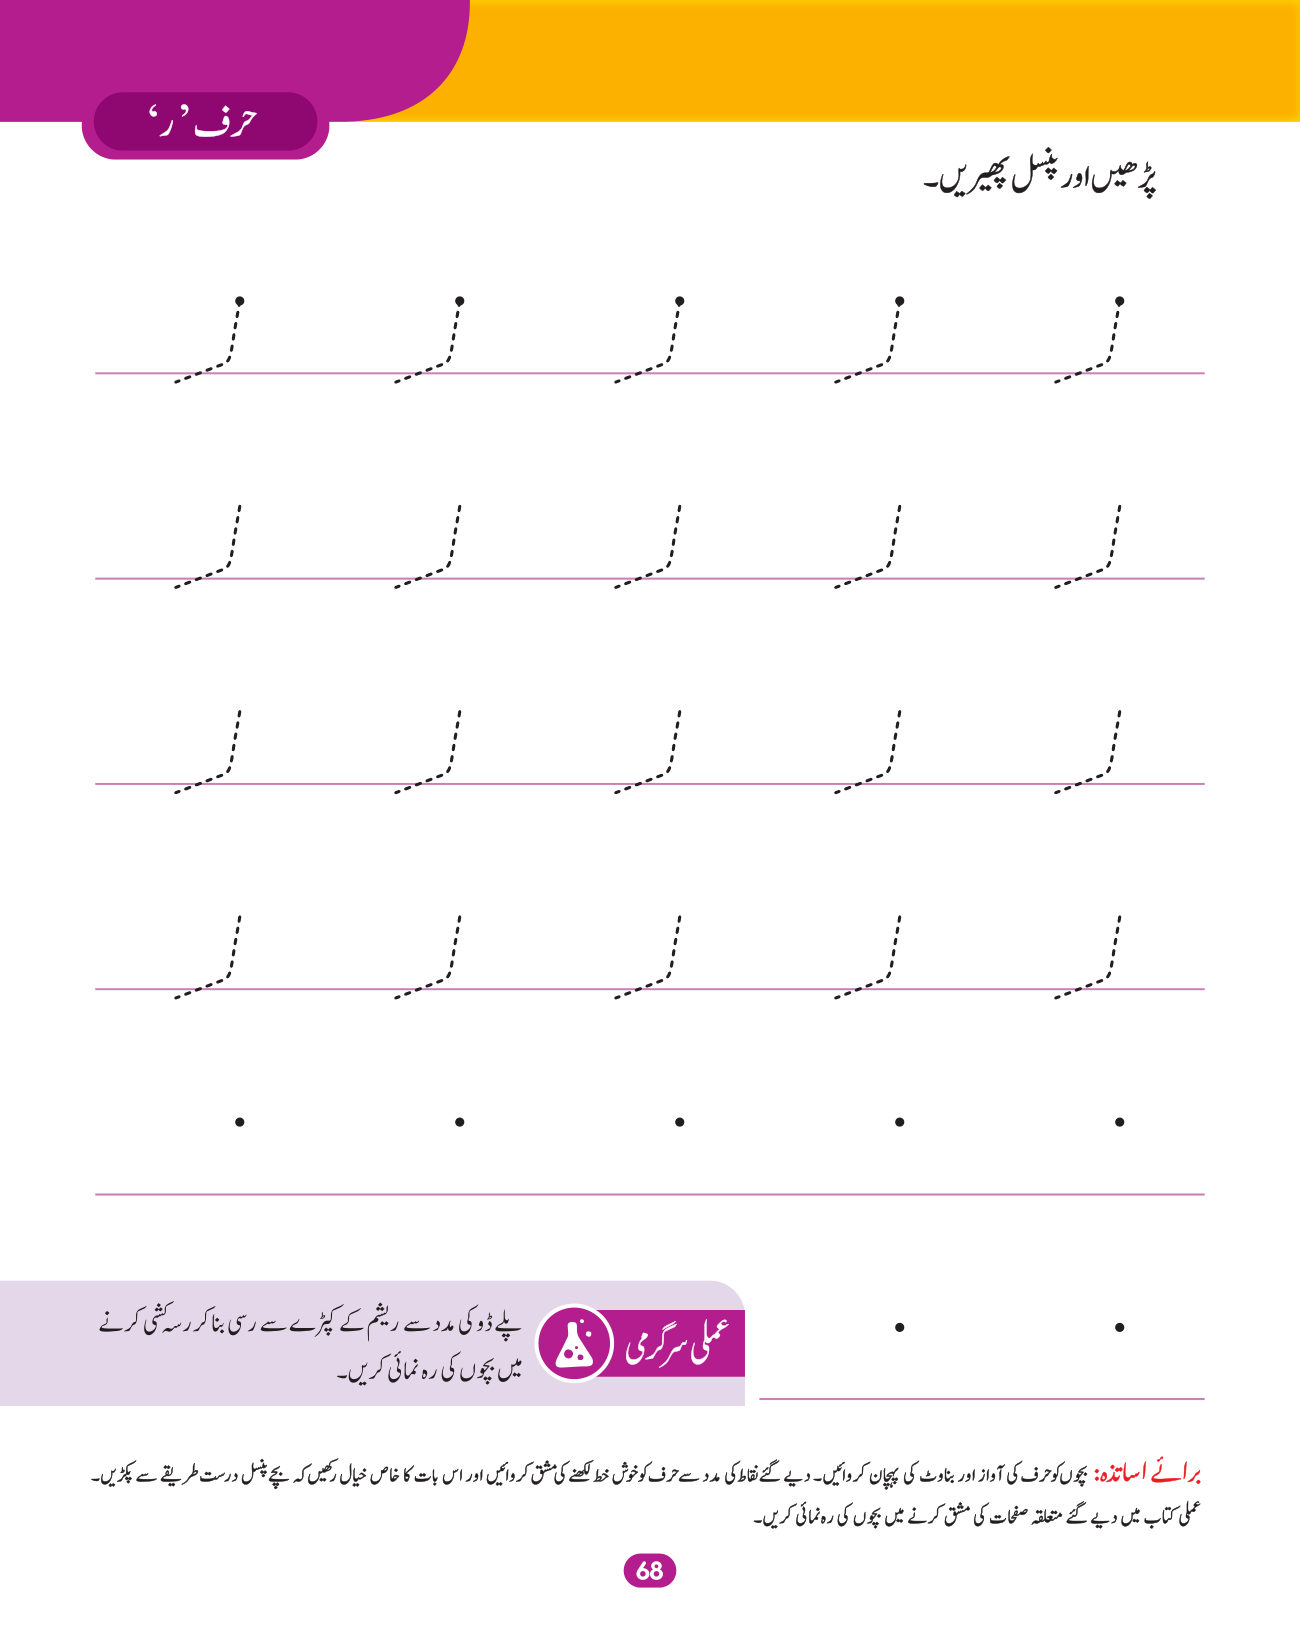 حرف ’ر‘
پڑھیں اور پنسل پھیریں۔
عملی سرگرمی
پلے ڈو کی مدد سے ریشم کے کپڑے سے رسی بنا کر رسہ کشی کرنے
میں بچوں کی رہ نمائی کریں۔
برائے اساتذہ: بچوں کو حرف کی آواز اور بناوٹ کی پہچان کروائیں۔ دیے گئے نقاط کی مدد سے حرف کو خوش خط لکھنے کی مشق کروائیں اور اس بات کا خاص خیال رکھیں کہ بچے پنسل درست طریقے سے پکڑیں۔
عملی کتاب میں دیے گئے متعلقہ صفحات کی مشق کرنے میں بچوں کی رہ نمائی کریں۔
68